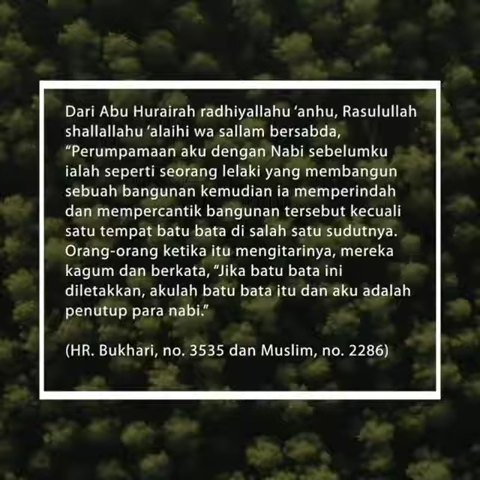 Dari Abu Hurairah radhiyallahu ‘anhu, Rasulullah
shallallahu ‘alaihi wa sallam bersabda,
“Perumpamaan aku dengan Nabi sebelumku
ialah seperti seorang lelaki yang membangun
sebuah bangunan kemudian ia memperindah
dan mempercantik bangunan tersebut kecuali
satu tempat batu bata di salah satu sudutnya.
Orang-orang ketika itu mengitarinya, mereka
kagum dan berkata, “Jika batu bata ini
diletakkan, akulah batu bata itu dan aku adalah
penutup para nabi.”
(HR. Bukhari, no. 3535 dan Muslim, no. 2286)